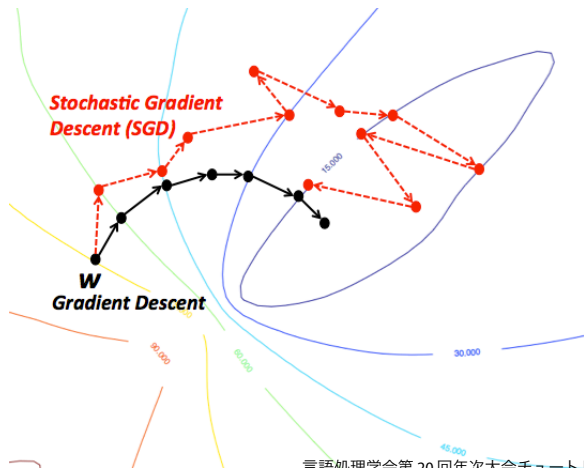 Stochastic Gradient
Descent (SGD)
15.000
W
Gradient Descent
90.000
60.000
30.000
45.000
言語処理学会第20回年次大会チュート